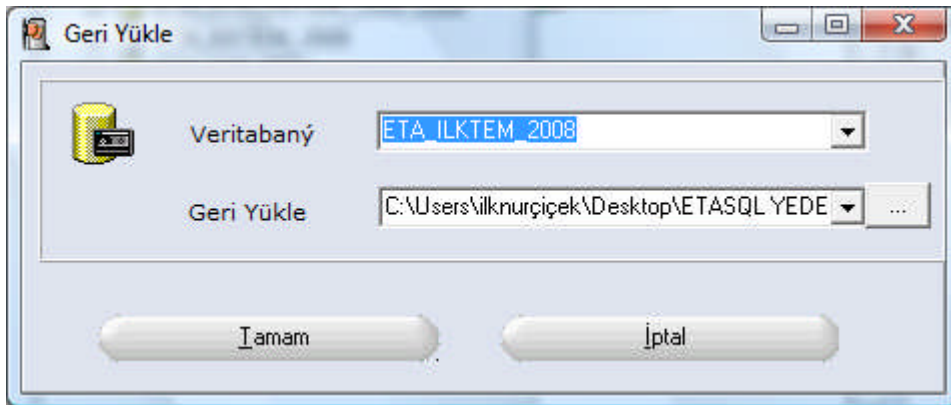 Geri Yükle
Veritabaný
ETA_ILKTEM_2008
Geri Yükle
C:\Users\ilknurçiçek\Desktop\ETASQL YEDE
...
Tamam
İptal